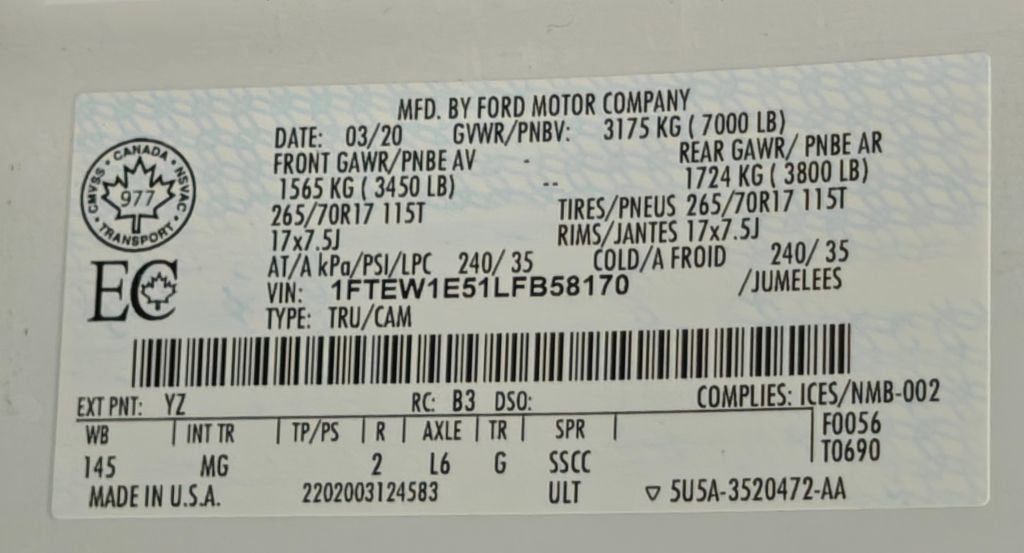 MFD. BY FORD MOTOR COMPANY
DATE: 03/20 GVWR/PNBV: 3175 KG ( 7000 LB)
FRONT GAWR/PNBE AV - REAR GAWR/ PNBE AR
1565 KG ( 3450 LB) -- 1724 KG ( 3800 LB)
265/70R17 115T TIRES/PNEUS 265/70R17 115T
17x7.5J RIMS/JANTES 17x7.5J
AT/A kPa/PSI/LPC 240/ 35 COLD/A FROID 240/ 35
VIN: 1FTEW1E51LFB58170 /JUMELEES
TYPE: TRU/CAM
CANADA
CMVSS NSVAC
977
TRANSPORT
EC
EXT PNT: YZ RC: B3 DSO: COMPLIES: ICES/NMB-002
WB | INT TR | TP/PS | R | AXLE | TR | SPR | F0056
145 MG 2 L6 G SSCC T0690
MADE IN U.S.A. 2202003124583 ULT ▽ 5U5A-3520472-AA